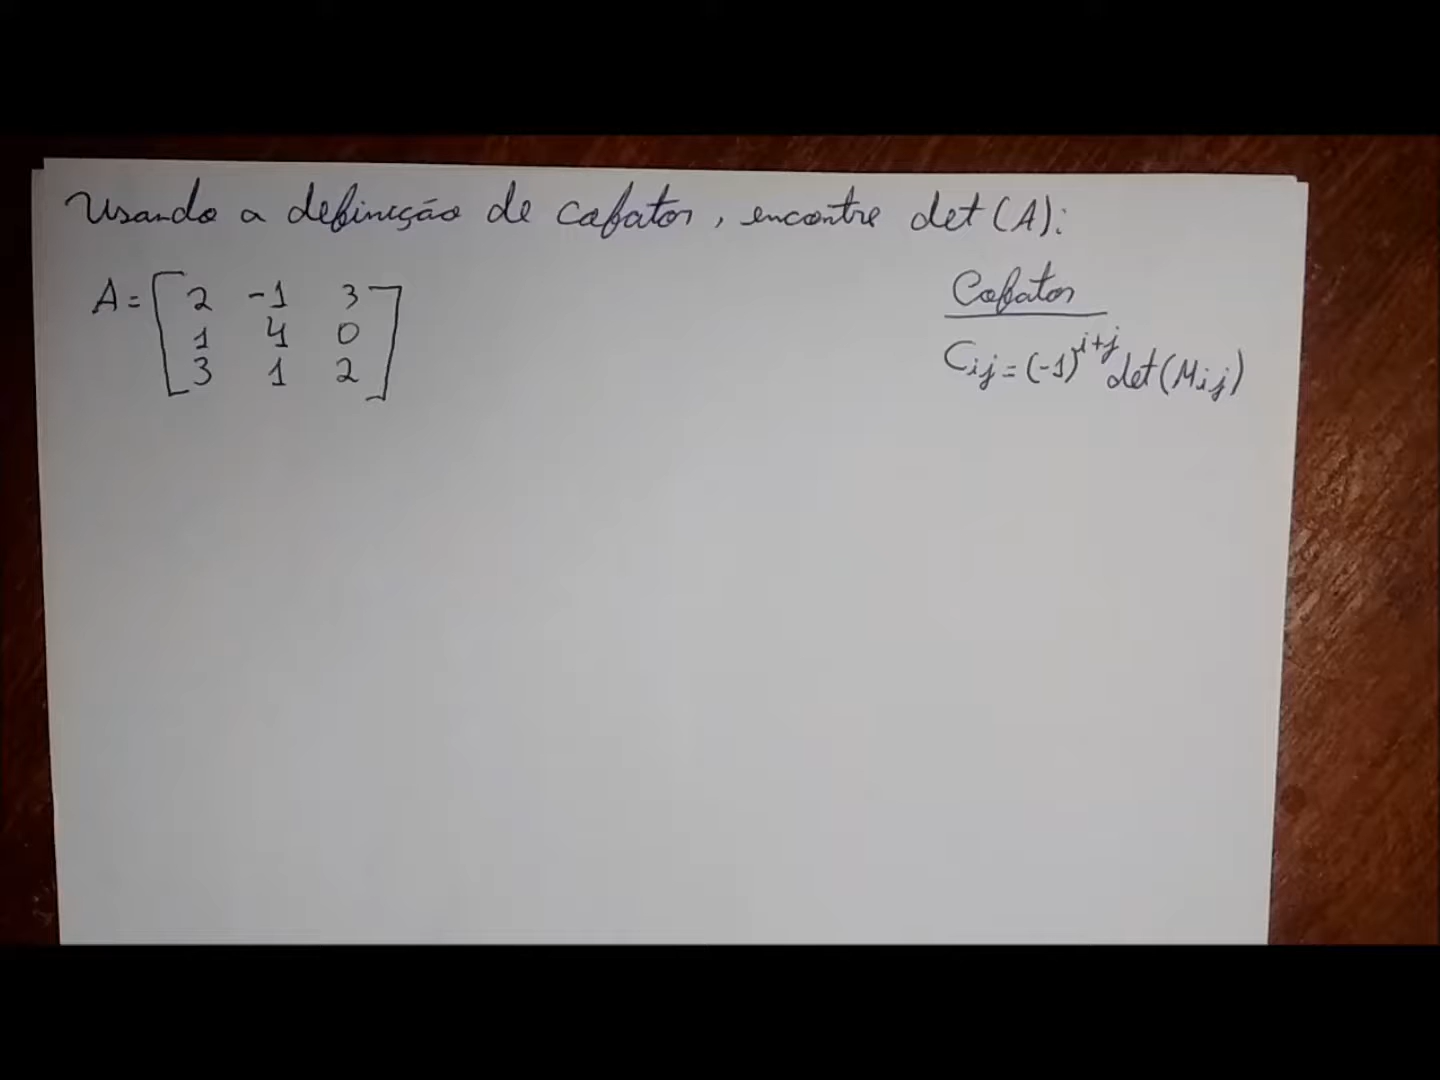 Usando a definição de cofator, encontre det(A):
A = [ 2 -1 3
1 4 0
3 1 2 ]
Cofator
Cij = (-1)^i+j det(Mij)